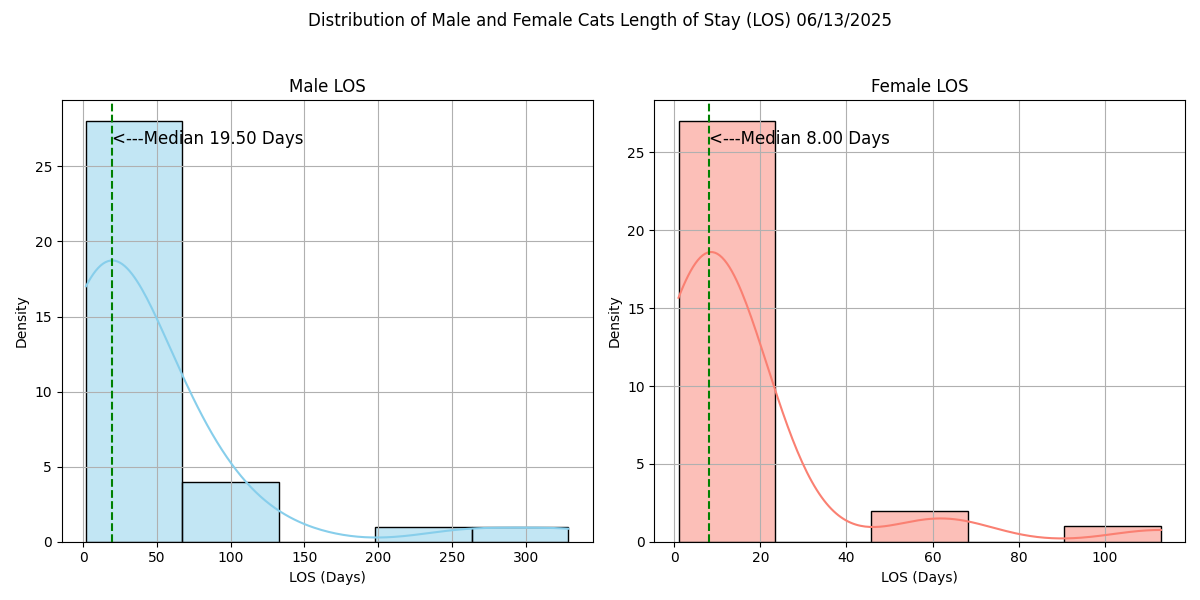 Distribution of Male and Female Cats Length of Stay (LOS) 06/13/2025
Male LOS
<---Median 19.50 Days
Density
25
20
15
10
5
0
0 50 100 150 200 250 300
LOS (Days)
Female LOS
<---Median 8.00 Days
Density
25
20
15
10
5
0
0 20 40 60 80 100
LOS (Days)